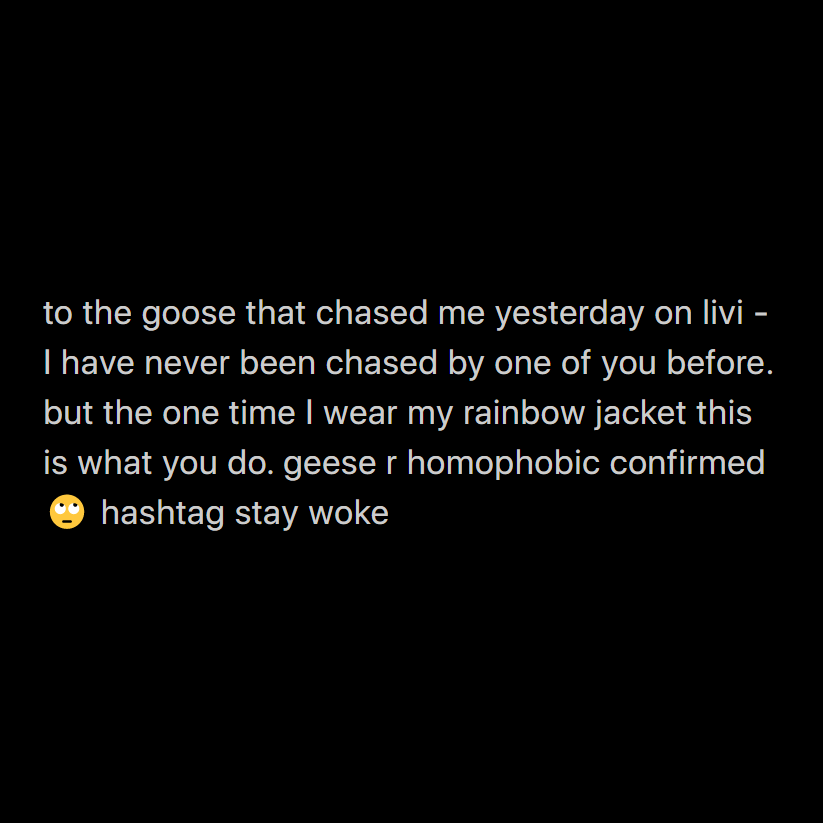 to the goose that chased me yesterday on livi -
I have never been chased by one of you before.
but the one time I wear my rainbow jacket this
is what you do. geese r homophobic confirmed
🙄 hashtag stay woke